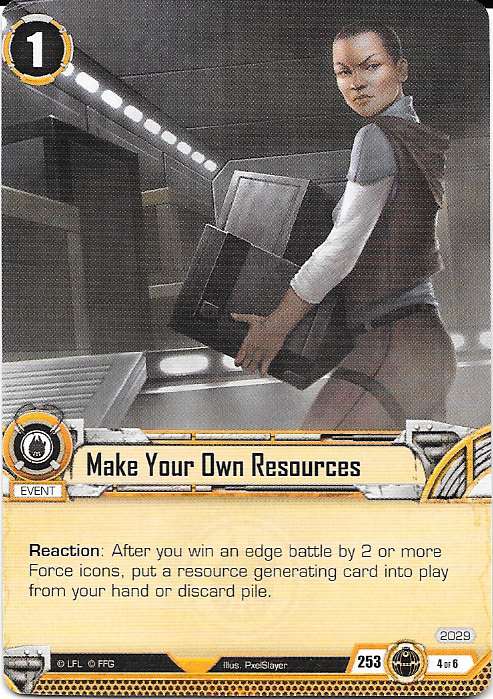 1
Make Your Own Resources
EVENT
Reaction: After you win an edge battle by 2 or more
Force icons, put a resource generating card into play
from your hand or discard pile.
2029
© LFL © FFG
Illus. PxelSlayer
253
4 of 6